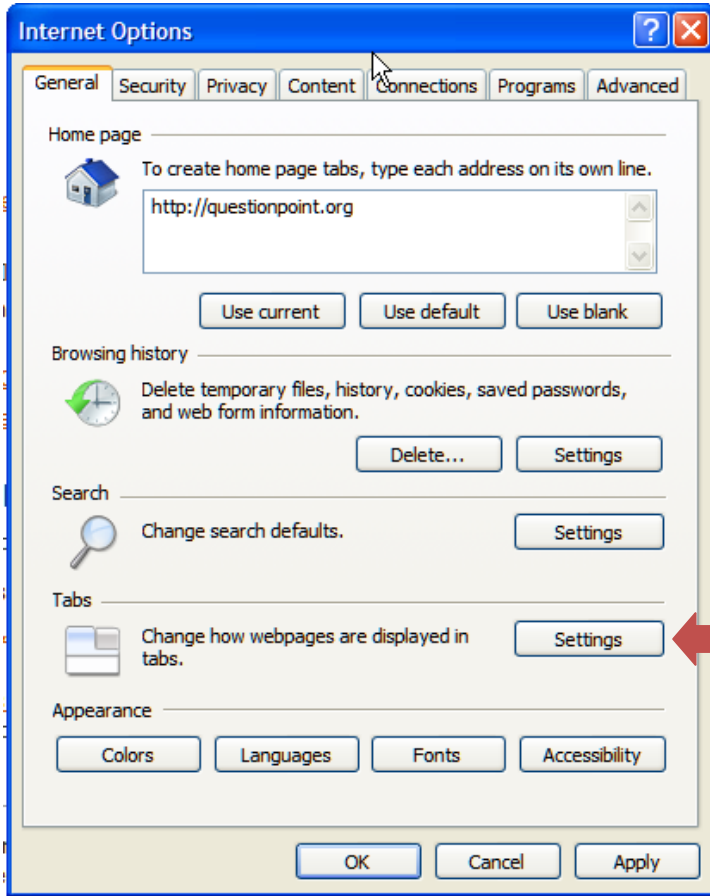 Internet Options
General Security Privacy Content Connections Programs Advanced
Home page
To create home page tabs, type each address on its own line.
http://questionpoint.org
Use current Use default Use blank
Browsing history
Delete temporary files, history, cookies, saved passwords,
and web form information.
Delete... Settings
Search
Change search defaults. Settings
Tabs
Change how webpages are displayed in
tabs.
Settings
Appearance
Colors Languages Fonts Accessibility
OK Cancel Apply